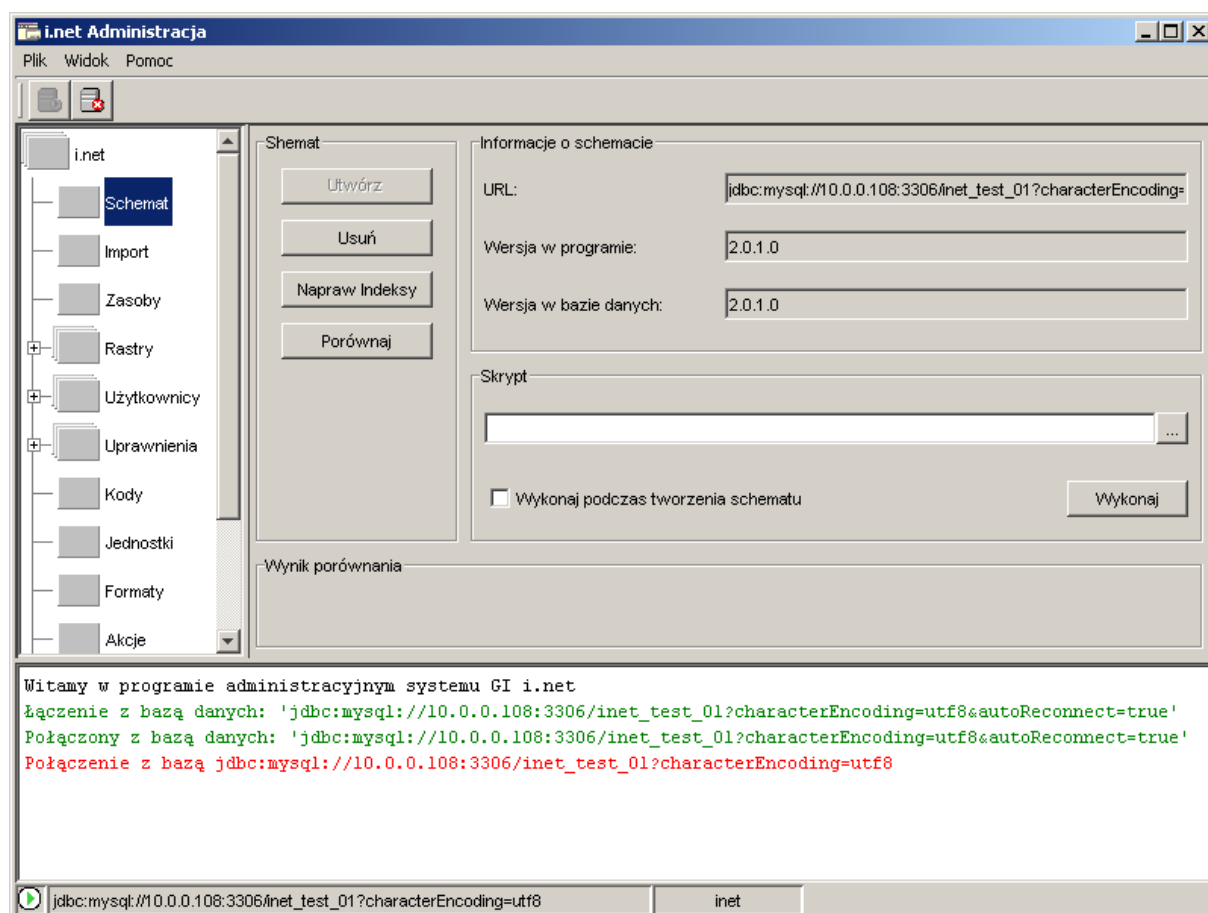 i.net Administracja
Plik Widok Pomoc
i.net
Schemat
Import
Zasoby
Rastry
Użytkownicy
Uprawnienia
Kody
Jednostki
Formaty
Akcje
Shemat
Utwórz
Usuń
Napraw Indeksy
Porównaj
Informacje o schemacie
URL: jdbc:mysql://10.0.0.108:3306/inet_test_01?characterEncoding=
Wersja w programie: 2.0.1.0
Wersja w bazie danych: 2.0.1.0
Skrypt
...
Wykonaj podczas tworzenia schematu
Wykonaj
Wynik porównania
Witamy w programie administracyjnym systemu GI i.net
Łączenie z bazą danych: 'jdbc:mysql://10.0.0.108:3306/inet_test_01?characterEncoding=utf8&autoReconnect=true'
Połączony z bazą danych: 'jdbc:mysql://10.0.0.108:3306/inet_test_01?characterEncoding=utf8&autoReconnect=true'
Połączenie z bazą jdbc:mysql://10.0.0.108:3306/inet_test_01?characterEncoding=utf8
jdbc:mysql://10.0.0.108:3306/inet_test_01?characterEncoding=utf8
inet